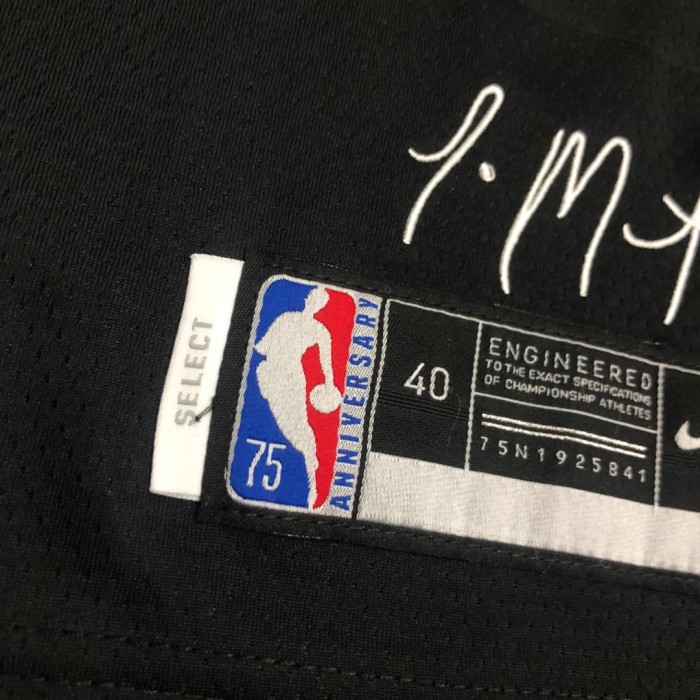 J. M
SELECT
75
ANNIVERSARY
40
ENGINEERED
TO THE EXACT SPECIFICATIONS
OF CHAMPIONSHIP ATHLETES
75N1925841